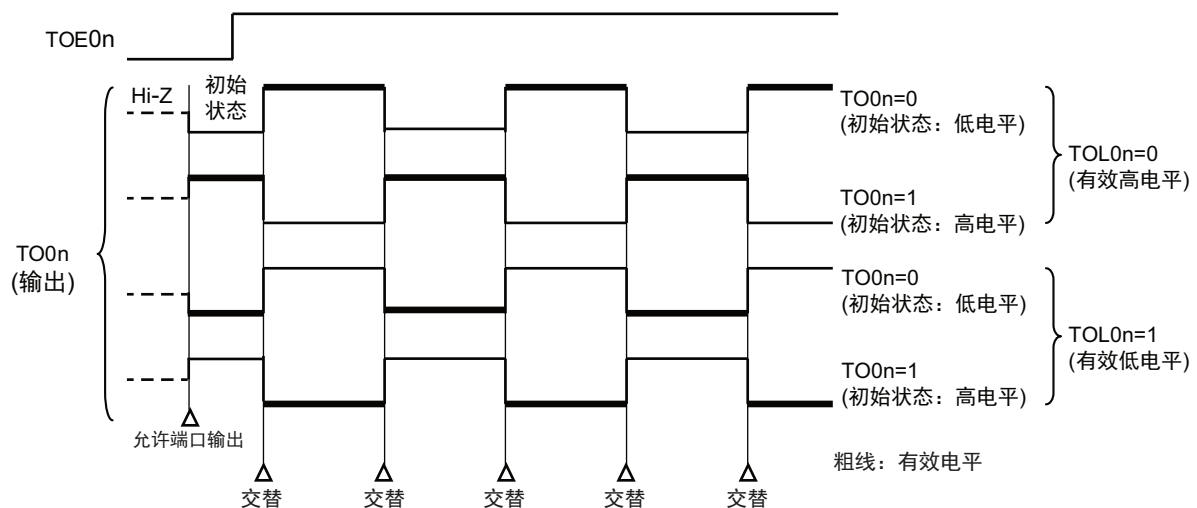 TOE0n
Hi-Z
初始
状态
TO0n=0
(初始状态：低电平)
TOL0n=0
(有效高电平)
TO0n=1
(初始状态：高电平)
TO0n
(输出)
TO0n=0
(初始状态：低电平)
TOL0n=1
(有效低电平)
TO0n=1
(初始状态：高电平)
允许端口输出
粗线：有效电平
交替
交替
交替
交替
交替